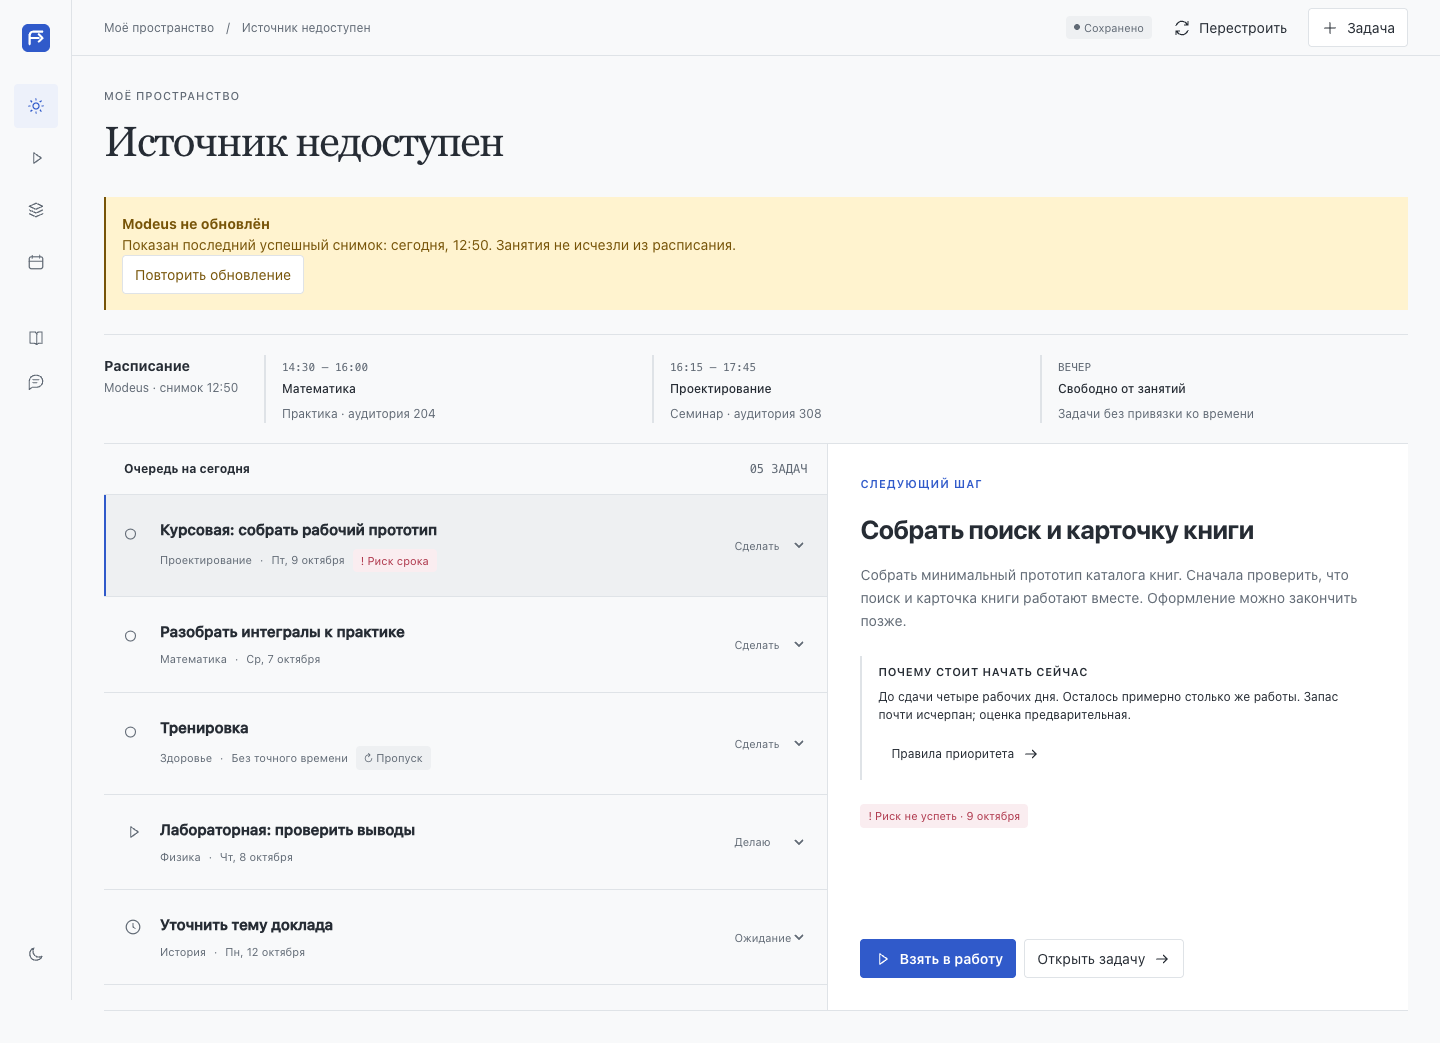 Моё пространство / Источник недоступен
Сохранено
Перестроить
Задача
МОЁ ПРОСТРАНСТВО
Источник недоступен
Modeus не обновлён
Показан последний успешный снимок: сегодня, 12:50. Занятия не исчезли из расписания.
Повторить обновление
Расписание
Modeus · снимок 12:50
14:30 — 16:00
Математика
Практика · аудитория 204
16:15 — 17:45
Проектирование
Семинар · аудитория 308
ВЕЧЕР
Свободно от занятий
Задачи без привязки ко времени
Очередь на сегодня
05 ЗАДАЧ
Курсовая: собрать рабочий прототип
Проектирование · Пт, 9 октября ! Риск срока
Сделать
Разобрать интегралы к практике
Математика · Ср, 7 октября
Сделать
Тренировка
Здоровье · Без точного времени ↻ Пропуск
Сделать
Лабораторная: проверить выводы
Физика · Чт, 8 октября
Делаю
Уточнить тему доклада
История · Пн, 12 октября
Ожидание
СЛЕДУЮЩИЙ ШАГ
Собрать поиск и карточку книги
Собрать минимальный прототип каталога книг. Сначала проверить, что
поиск и карточка книги работают вместе. Оформление можно закончить
позже.
ПОЧЕМУ СТОИТ НАЧАТЬ СЕЙЧАС
До сдачи четыре рабочих дня. Осталось примерно столько же работы. Запас
почти исчерпан; оценка предварительная.
Правила приоритета →
! Риск не успеть · 9 октября
Взять в работу
Открыть задачу →